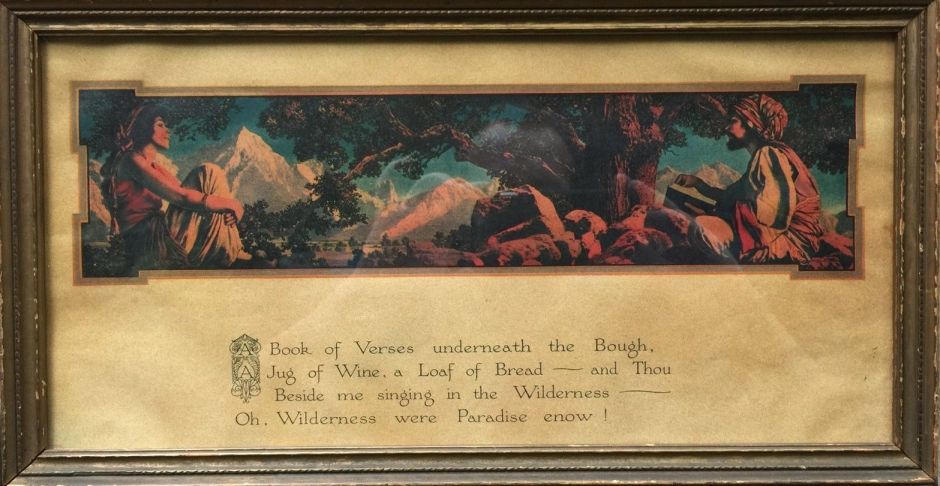 A Book of Verses underneath the Bough,
A Jug of Wine, a Loaf of Bread — and Thou
Beside me singing in the Wilderness —
Oh, Wilderness were Paradise enow !